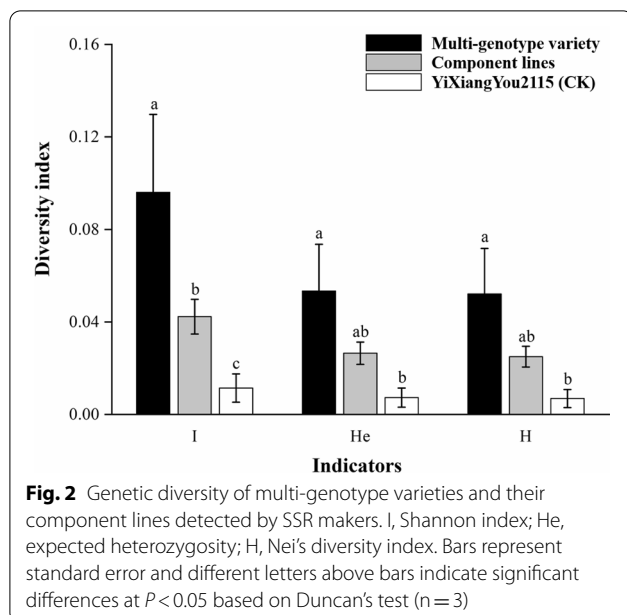 0.16
0.12
0.08
0.04
0.00
Diversity index
Multi-genotype variety
Component lines
YiXiangYou2115 (CK)
a
b
c
a
ab
b
a
ab
b
I
He
H
Indicators
Fig. 2 Genetic diversity of multi-genotype varieties and their
component lines detected by SSR makers. I, Shannon index; He,
expected heterozygosity; H, Nei's diversity index. Bars represent
standard error and different letters above bars indicate significant
differences at P < 0.05 based on Duncan's test (n = 3)